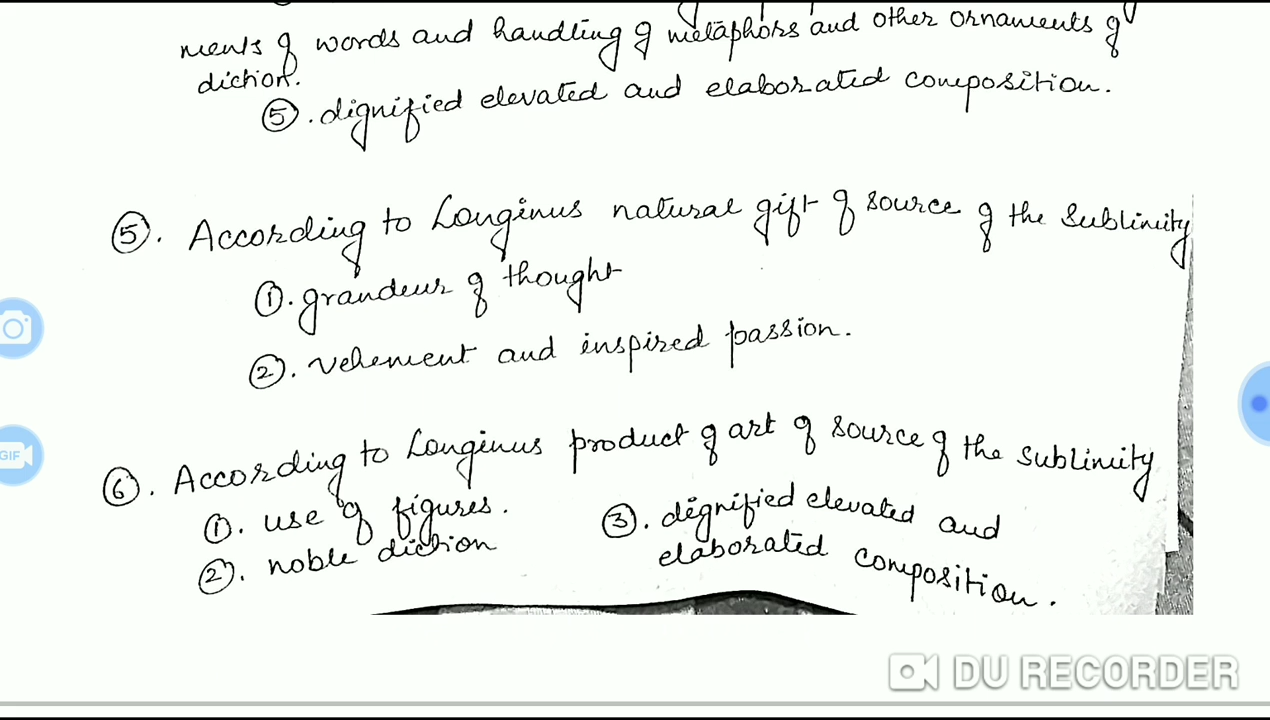 ments of words and handling of metaphors and other ornaments of
diction.
⑤. dignified elevated and elaborated composition.
⑤. According to Longinus natural gift of source of the Sublimity
①. grandeur of thought
②. vehement and inspired passion.
⑥. According to Longinus product of art of source of the sublimity
①. use of figures.
②. noble diction
③. dignified elevated and
elaborated composition.
GIF
DU RECORDER